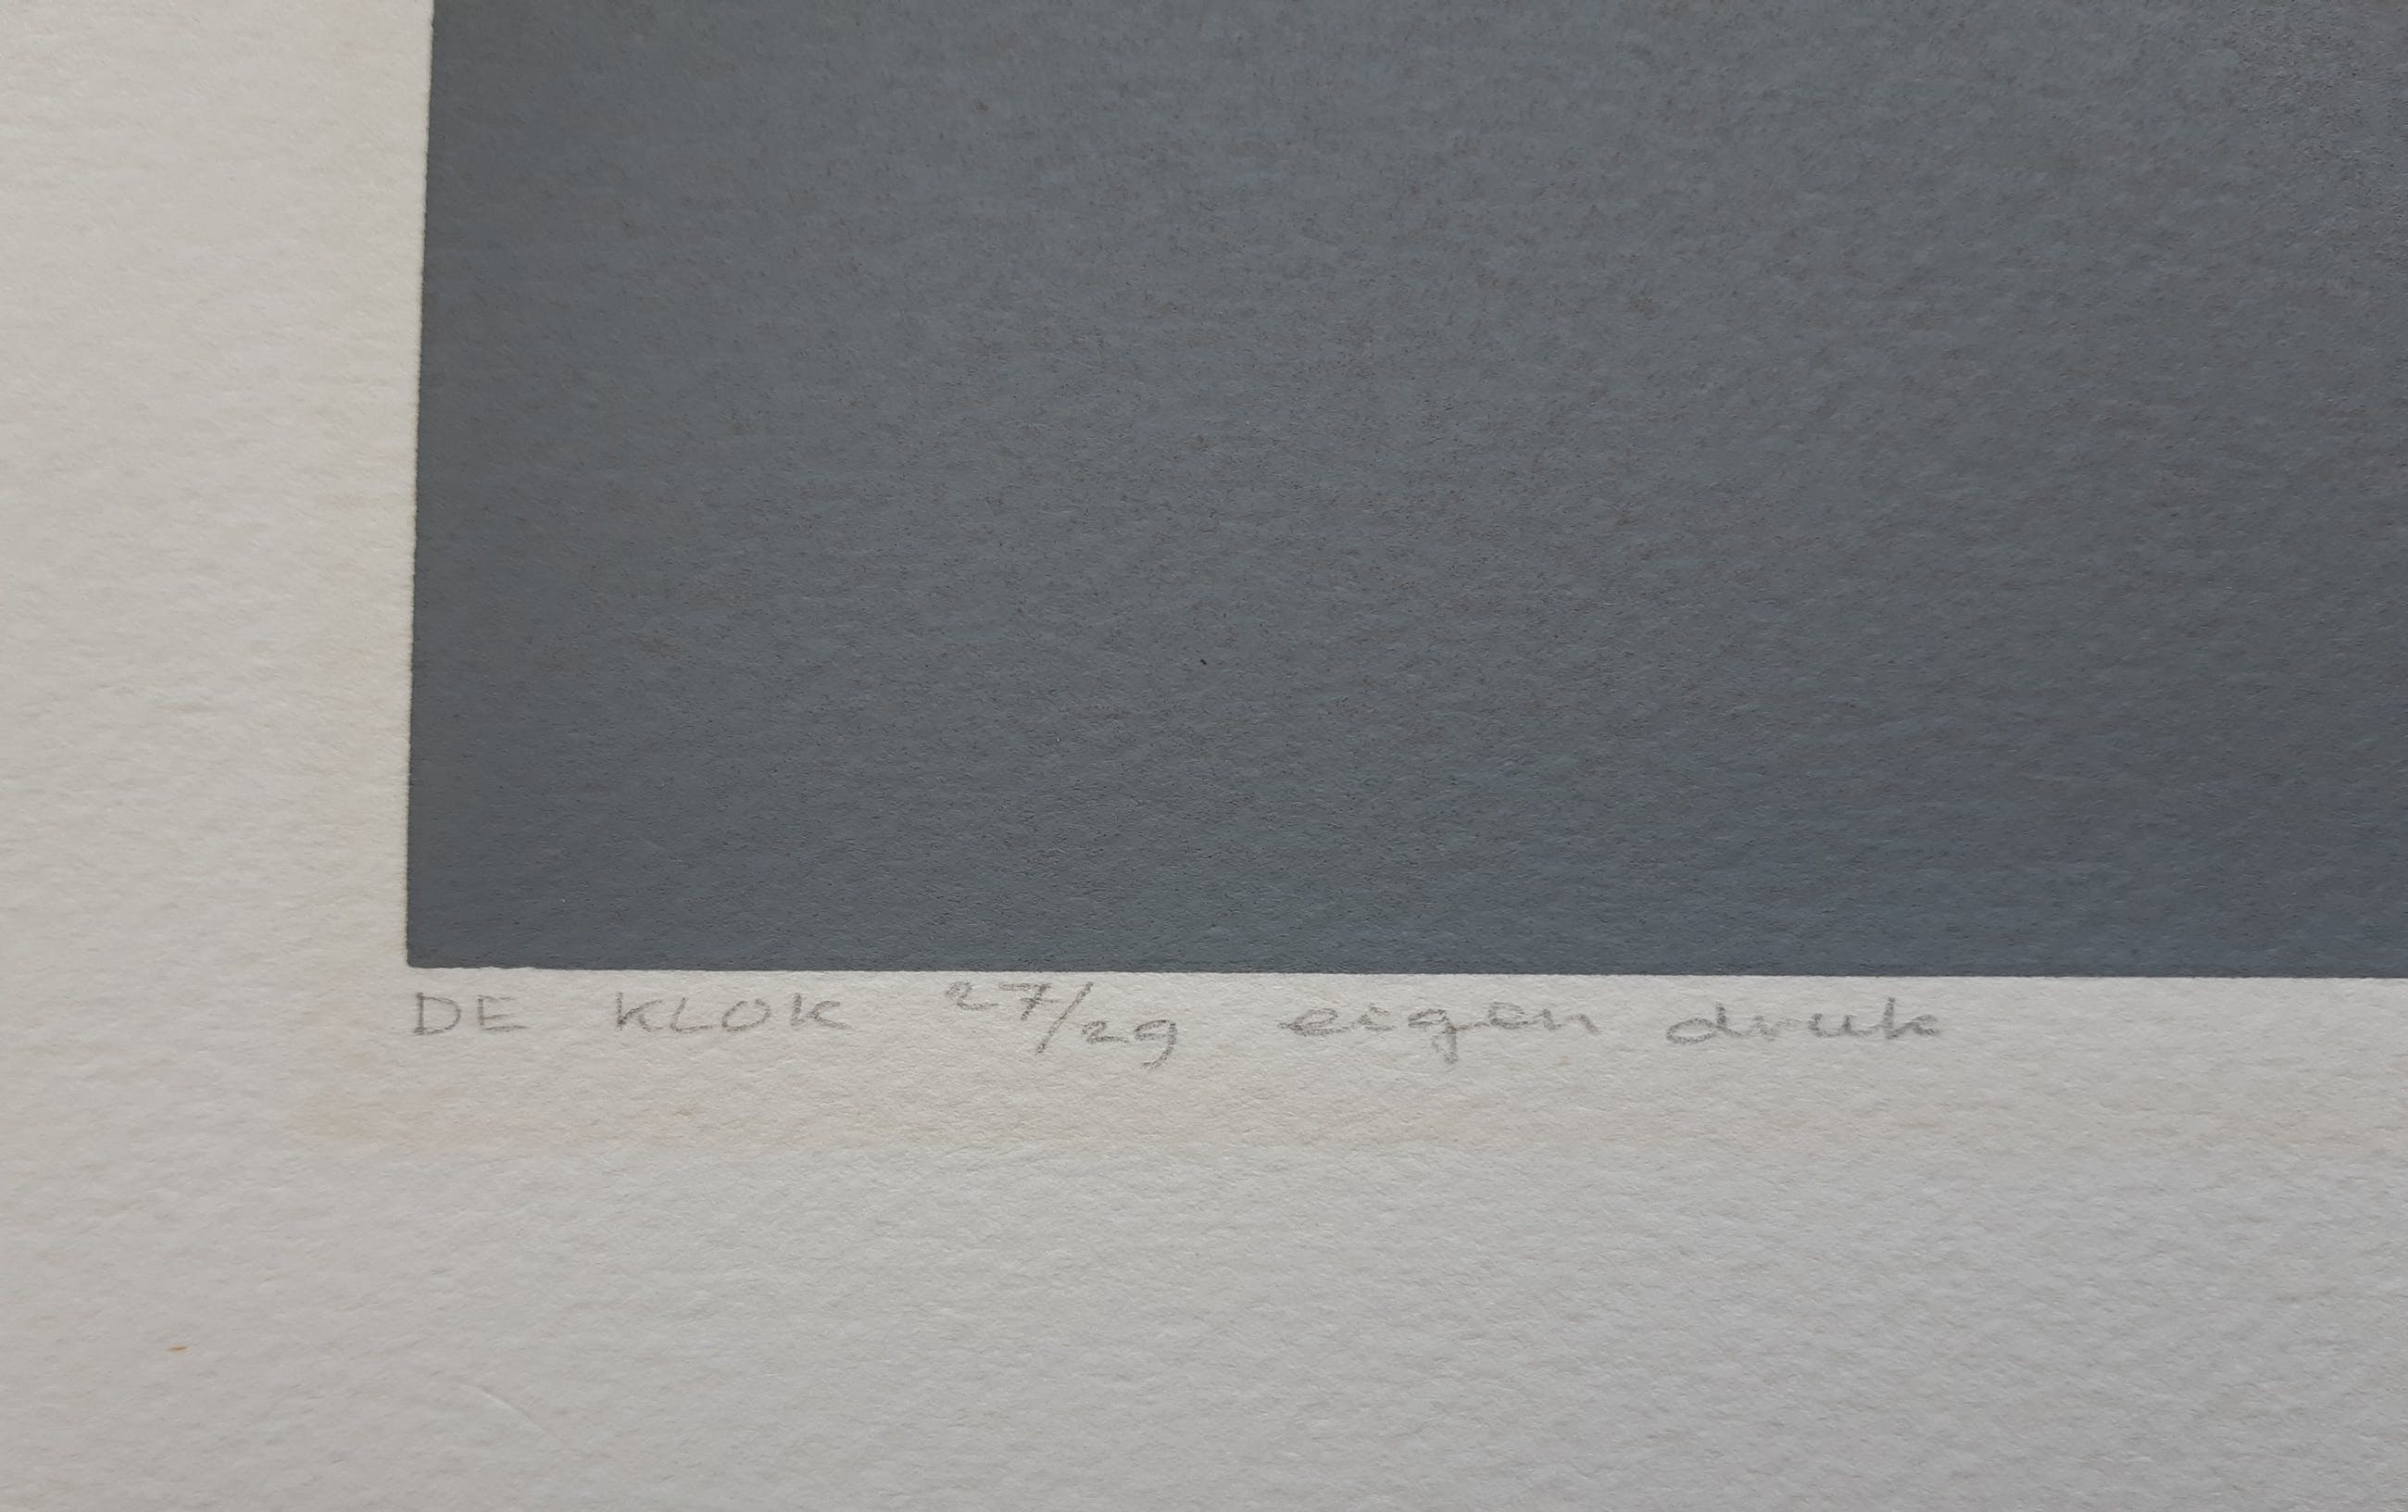 DE KLOK 27/29 eigen druk